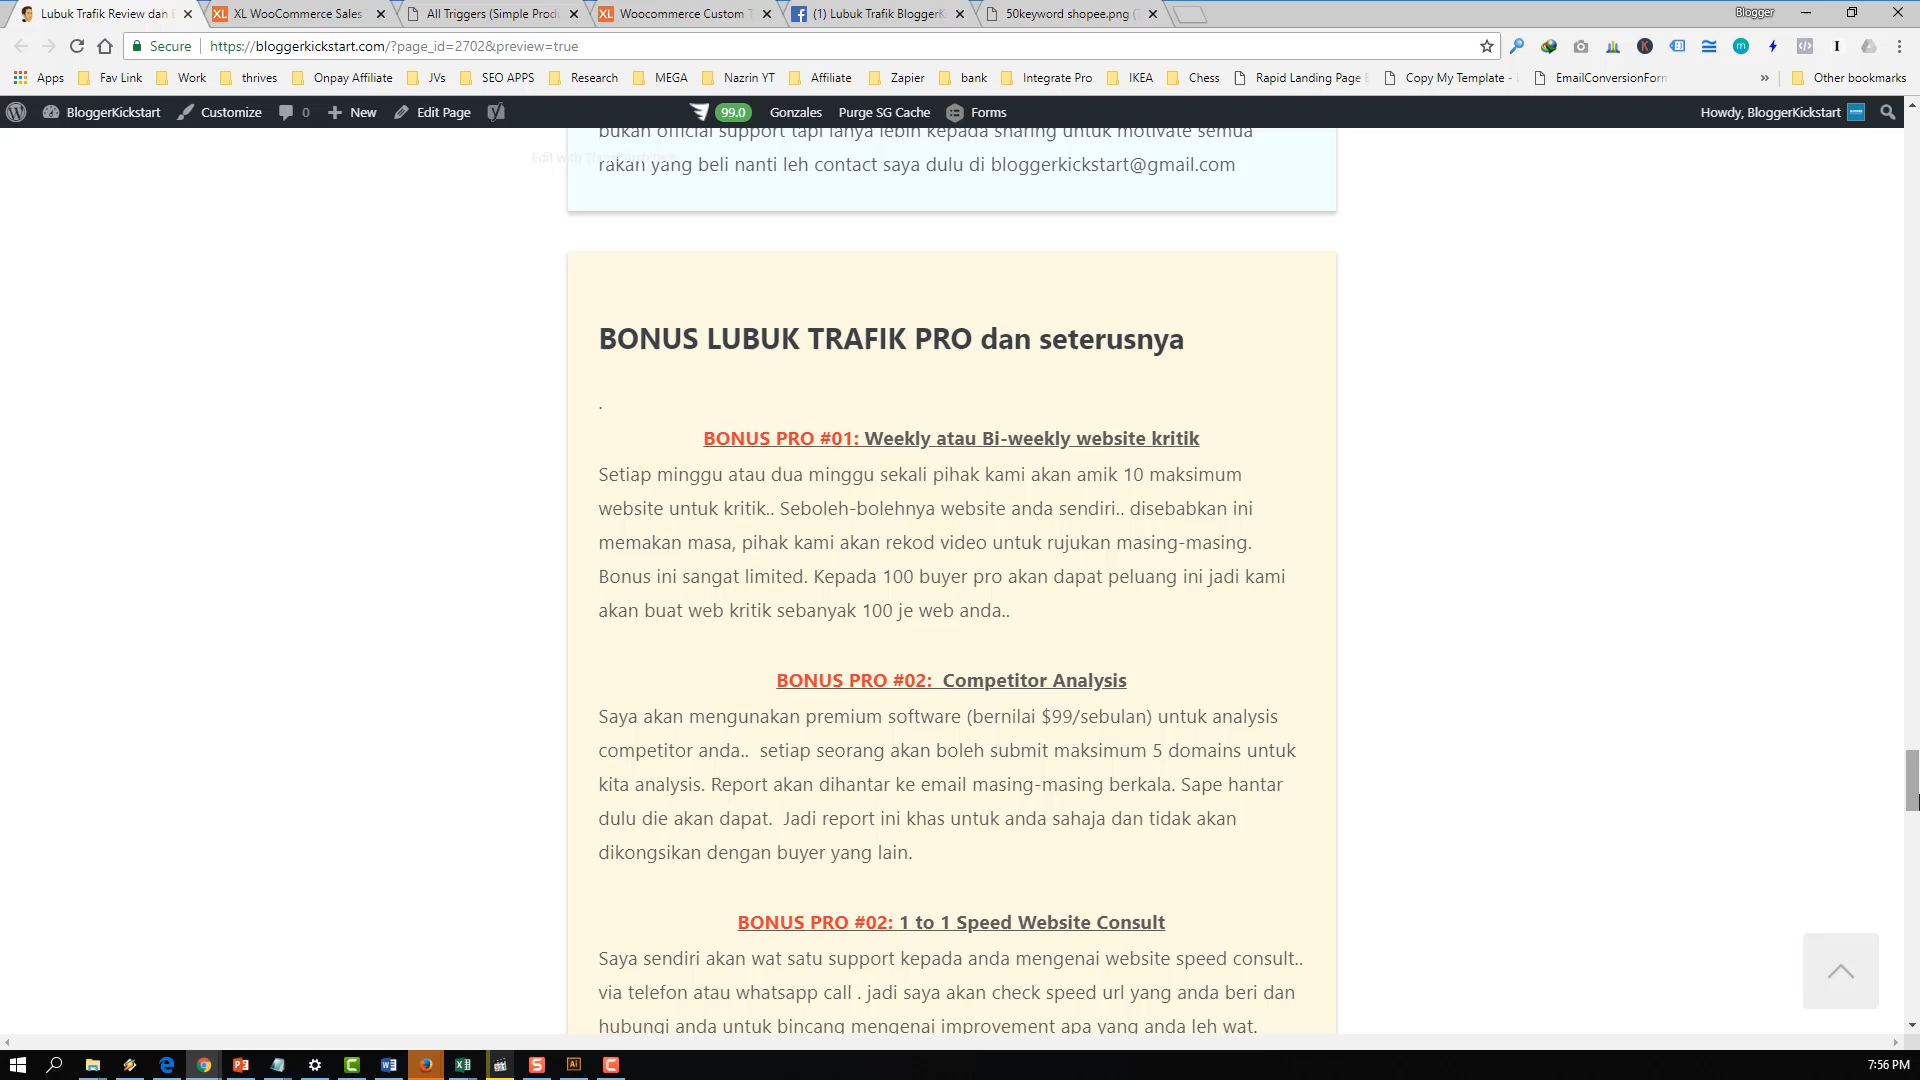 Lubuk Trafik Review dan
XL WooCommerce Sales
All Triggers (Simple Prod
Woocommerce Custom T
(1) Lubuk Trafik BloggerK
50keyword shopee.png (
Blogger
Secure
https://bloggerkickstart.com/?page_id=2702&preview=true
Apps
Fav Link
Work
thrives
Onpay Affiliate
JVs
SEO APPS
Research
MEGA
Nazrin YT
Affiliate
Zapier
bank
Integrate Pro
IKEA
Chess
Rapid Landing Page
Copy My Template -
EmailConversionForm
Other bookmarks
BloggerKickstart
Customize
0
New
Edit Page
99.0
Gonzales
Purge SG Cache
Forms
Howdy, BloggerKickstart
bukan official support tapi ianya lebih kepada sharing untuk motivate semua
rakan yang beli nanti leh contact saya dulu di bloggerkickstart@gmail.com
BONUS LUBUK TRAFIK PRO dan seterusnya
.
BONUS PRO #01: Weekly atau Bi-weekly website kritik
Setiap minggu atau dua minggu sekali pihak kami akan amik 10 maksimum
website untuk kritik.. Seboleh-bolehnya website anda sendiri.. disebabkan ini
memakan masa, pihak kami akan rekod video untuk rujukan masing-masing.
Bonus ini sangat limited. Kepada 100 buyer pro akan dapat peluang ini jadi kami
akan buat web kritik sebanyak 100 je web anda..
BONUS PRO #02:  Competitor Analysis
Saya akan mengunakan premium software (bernilai $99/sebulan) untuk analysis
competitor anda..  setiap seorang akan boleh submit maksimum 5 domains untuk
kita analysis. Report akan dihantar ke email masing-masing berkala. Sape hantar
dulu die akan dapat.  Jadi report ini khas untuk anda sahaja dan tidak akan
dikongsikan dengan buyer yang lain.
BONUS PRO #02: 1 to 1 Speed Website Consult
Saya sendiri akan wat satu support kepada anda mengenai website speed consult..
via telefon atau whatsapp call . jadi saya akan check speed url yang anda beri dan
hubungi anda untuk bincang mengenai improvement apa yang anda leh wat.
7:56 PM